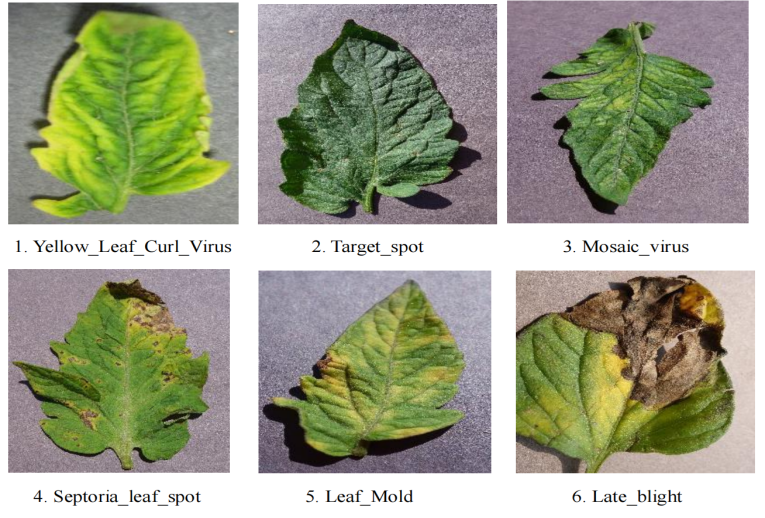 1. Yellow_Leaf_Curl_Virus
2. Target_spot
3. Mosaic_virus
4. Septoria_leaf_spot
5. Leaf_Mold
6. Late_blight